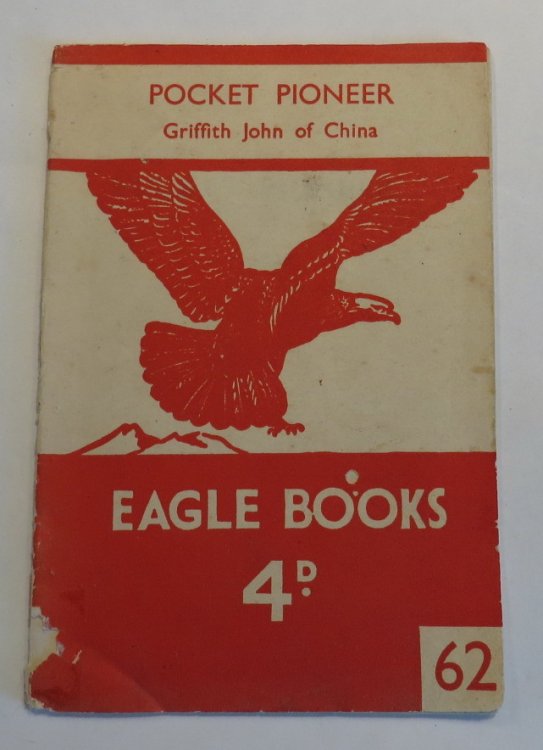 POCKET PIONEER
Griffith John of China
EAGLE BOOKS
4D.
62